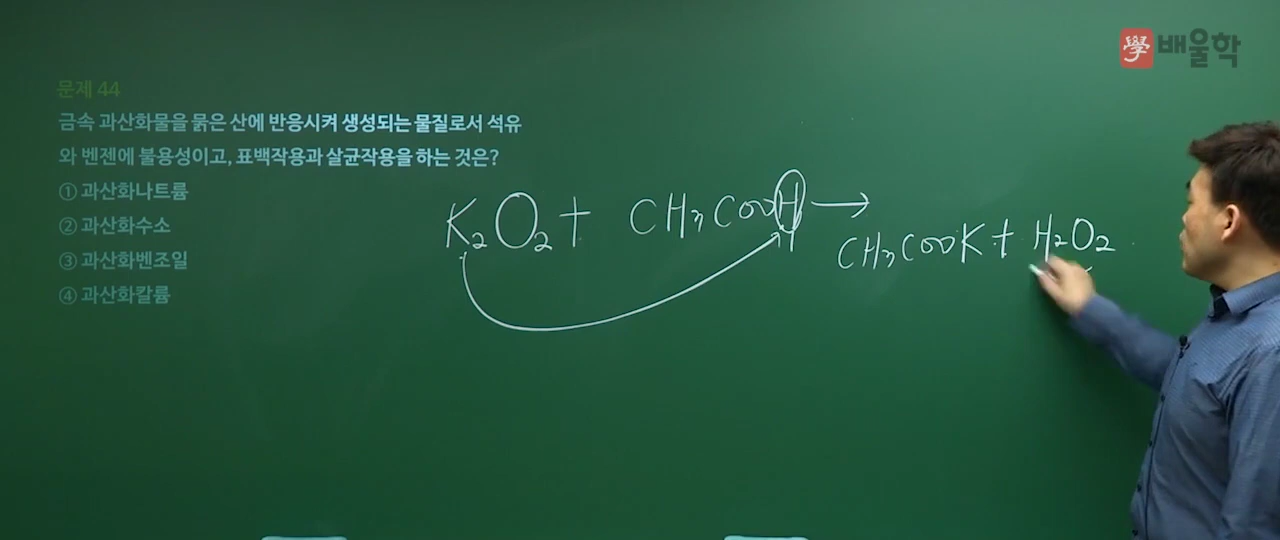 學 배울학
문제 44
금속 과산화물을 묽은 산에 반응시켜 생성되는 물질로서 석유
와 벤젠에 불용성이고, 표백작용과 살균작용을 하는 것은?
① 과산화나트륨
② 과산화수소
③ 과산화벤조일
④ 과산화칼륨
K₂O₂ + CH₃COOH →
CH₃COOK + H₂O₂